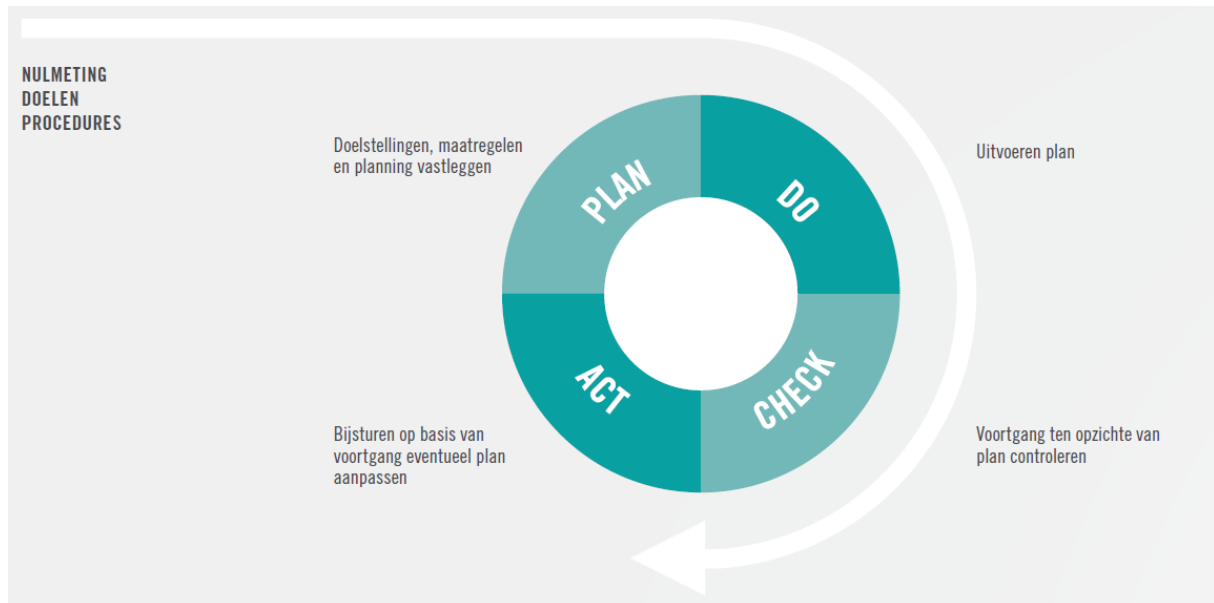 NULMETING
DOELEN
PROCEDURES
Doelstellingen, maatregelen
en planning vastleggen
PLAN
DO
Uitvoeren plan
ACT
CHECK
Bijsturen op basis van
voortgang eventueel plan
aanpassen
Voortgang ten opzichte van
plan controleren